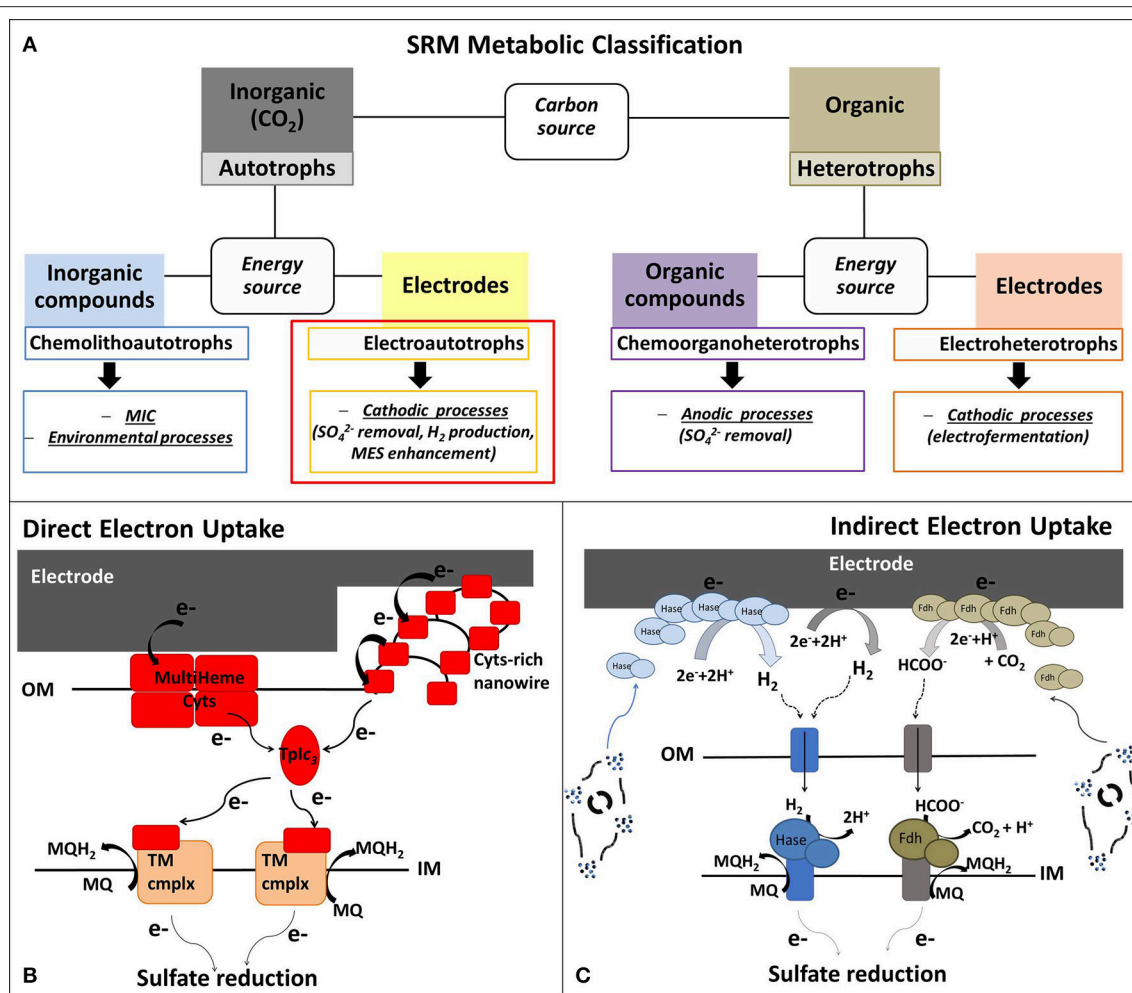 A
SRM Metabolic Classification
Inorganic
(CO₂)
Autotrophs
Carbon
source
Organic
Heterotrophs
Inorganic
compounds
Chemolithoautotrophs
Energy
source
Electrodes
Electroautotrophs
Organic
compounds
Chemoorganoheterotrophs
Energy
source
Electrodes
Electroheterotrophs
– MIC
– Environmental processes
– Cathodic processes
(SO₄²⁻ removal, H₂ production,
MES enhancement)
– Anodic processes
(SO₄²⁻ removal)
– Cathodic processes
(electrofermentation)
Direct Electron Uptake
Electrode
e-
e-
e-
MultiHeme
Cyts
Cyts-rich
nanowire
OM
e-
e-
Tplc₃
e-
e-
MQH₂
MQ
TM
cmplx
TM
cmplx
MQH₂
MQ
IM
e-
e-
Sulfate reduction
B
Indirect Electron Uptake
Electrode
e-
e-
e-
Hase
Hase
Hase
Hase
Hase
2e⁻+2H⁺
H₂
2e⁻+2H⁺
H₂
Fdh
Fdh
Fdh
Fdh
Fdh
2e⁻+H⁺
+ CO₂
HCOO⁻
OM
H₂
Hase
2H⁺
HCOO⁻
Fdh
CO₂ + H⁺
MQH₂
MQ
MQH₂
MQ
IM
e-
e-
Sulfate reduction
C